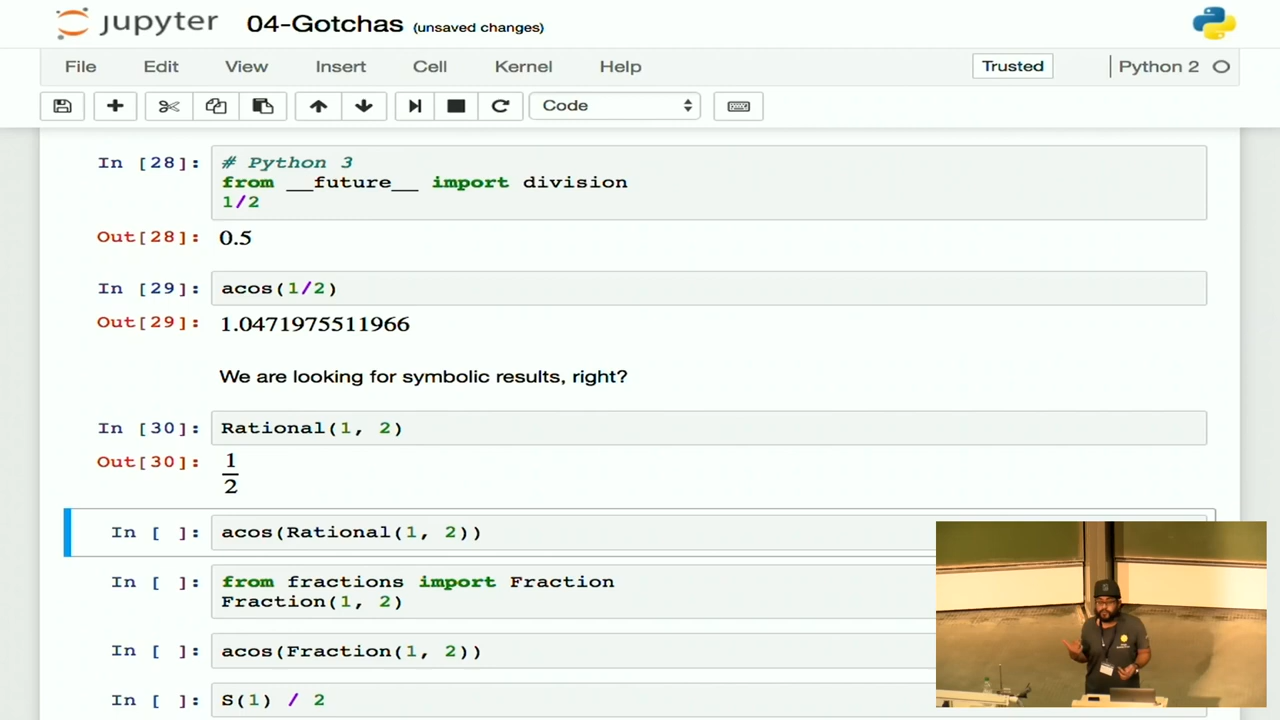 jupyter 04-Gotchas (unsaved changes)
File Edit View Insert Cell Kernel Help Trusted Python 2
Code
In [28]: # Python 3
from __future__ import division
1/2
Out[28]: 0.5
In [29]: acos(1/2)
Out[29]: 1.0471975511966
We are looking for symbolic results, right?
In [30]: Rational(1, 2)
Out[30]: 1
2
In [ ]: acos(Rational(1, 2))
In [ ]: from fractions import Fraction
Fraction(1, 2)
In [ ]: acos(Fraction(1, 2))
In [ ]: S(1) / 2